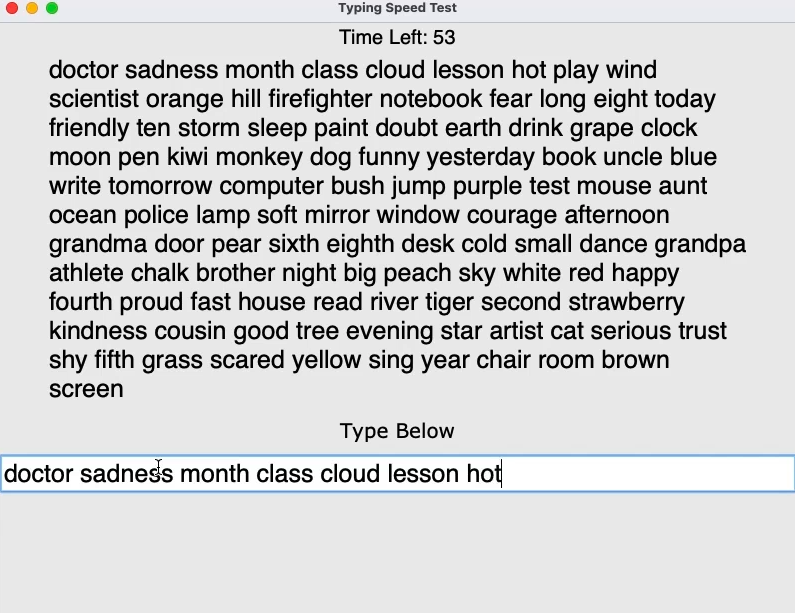 Typing Speed Test
Time Left: 53
doctor sadness month class cloud lesson hot play wind
scientist orange hill firefighter notebook fear long eight today
friendly ten storm sleep paint doubt earth drink grape clock
moon pen kiwi monkey dog funny yesterday book uncle blue
write tomorrow computer bush jump purple test mouse aunt
ocean police lamp soft mirror window courage afternoon
grandma door pear sixth eighth desk cold small dance grandpa
athlete chalk brother night big peach sky white red happy
fourth proud fast house read river tiger second strawberry
kindness cousin good tree evening star artist cat serious trust
shy fifth grass scared yellow sing year chair room brown
screen
Type Below
doctor sadness month class cloud lesson hot